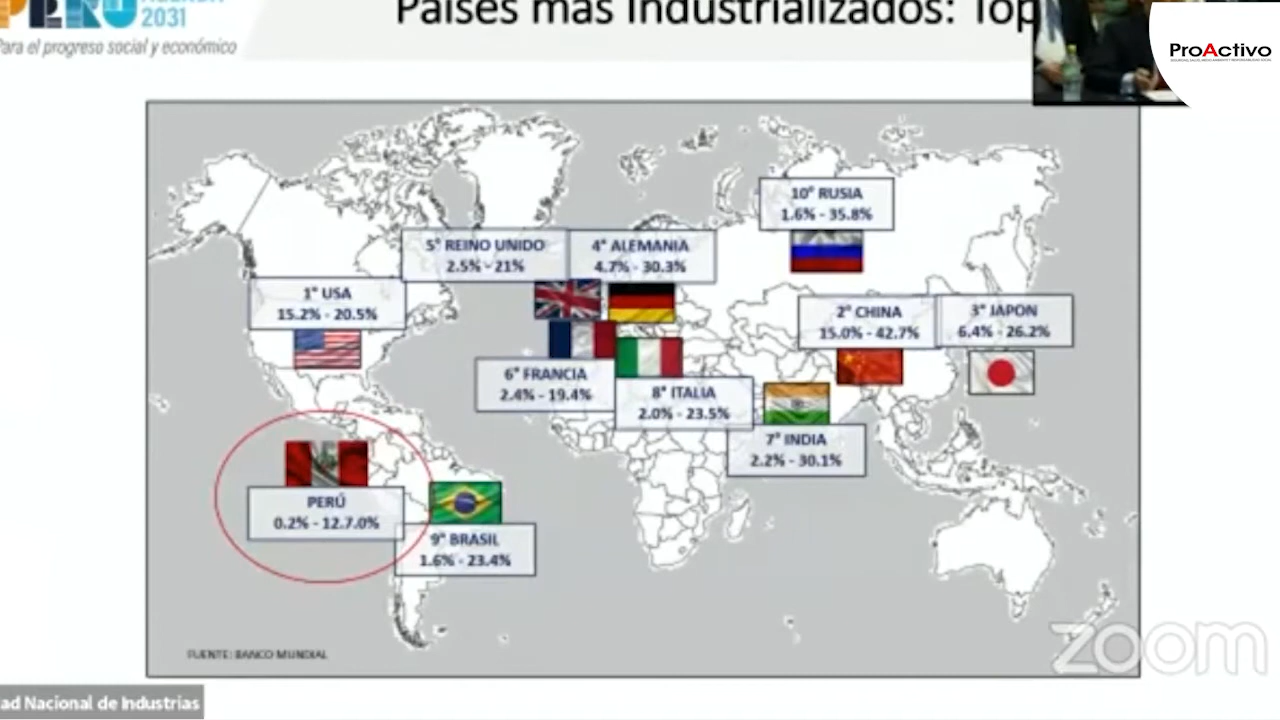 PERÚ AGENDA
2031
Para el progreso social y económico
Países más Industrializados: Top
ProActivo
10° RUSIA
1.6% - 35.8%
5° REINO UNIDO
2.5% - 21%
4° ALEMANIA
4.7% - 30.3%
1° USA
15.2% - 20.5%
2° CHINA
15.0% - 42.7%
3° JAPON
6.4% - 26.2%
6° FRANCIA
2.4% - 19.4%
8° ITALIA
2.0% - 23.5%
7° INDIA
2.2% - 30.1%
PERÚ
0.2% - 12.7.0%
9° BRASIL
1.6% - 23.4%
FUENTE: BANCO MUNDIAL
zoom
ad Nacional de Industrias